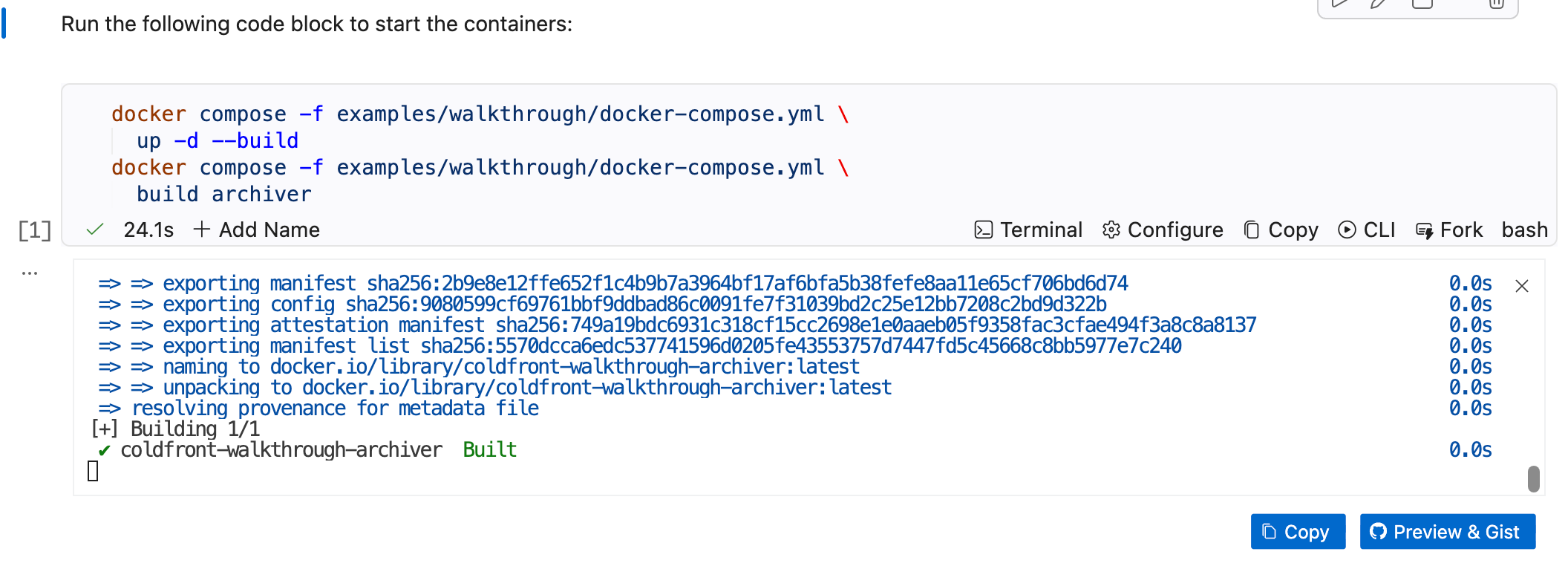 Run the following code block to start the containers:
docker compose -f examples/walkthrough/docker-compose.yml \
up -d --build
docker compose -f examples/walkthrough/docker-compose.yml \
build archiver
[1] ✓ 24.1s + Add Name Terminal Configure Copy CLI Fork bash
...
=> => exporting manifest sha256:2b9e8e12ffe652f1c4b9b7a3964bf17af6bfa5b38fefe8aa11e65cf706bd6d74 0.0s
=> => exporting config sha256:9080599cf69761bbf9ddbad86c0091fe7f31039bd2c25e12bb7208c2bd9d322b 0.0s
=> => exporting attestation manifest sha256:749a19bdc6931c318cf15cc2698e1e0aaeb05f9358fac3cfae494f3a8c8a8137 0.0s
=> => exporting manifest list sha256:5570dcca6edc537741596d0205fe43553757d7447fd5c45668c8bb5977e7c240 0.0s
=> => naming to docker.io/library/coldfront-walkthrough-archiver:latest 0.0s
=> => unpacking to docker.io/library/coldfront-walkthrough-archiver:latest 0.0s
=> resolving provenance for metadata file 0.0s
[+] Building 1/1
✔ coldfront-walkthrough-archiver Built 0.0s
Copy Preview & Gist